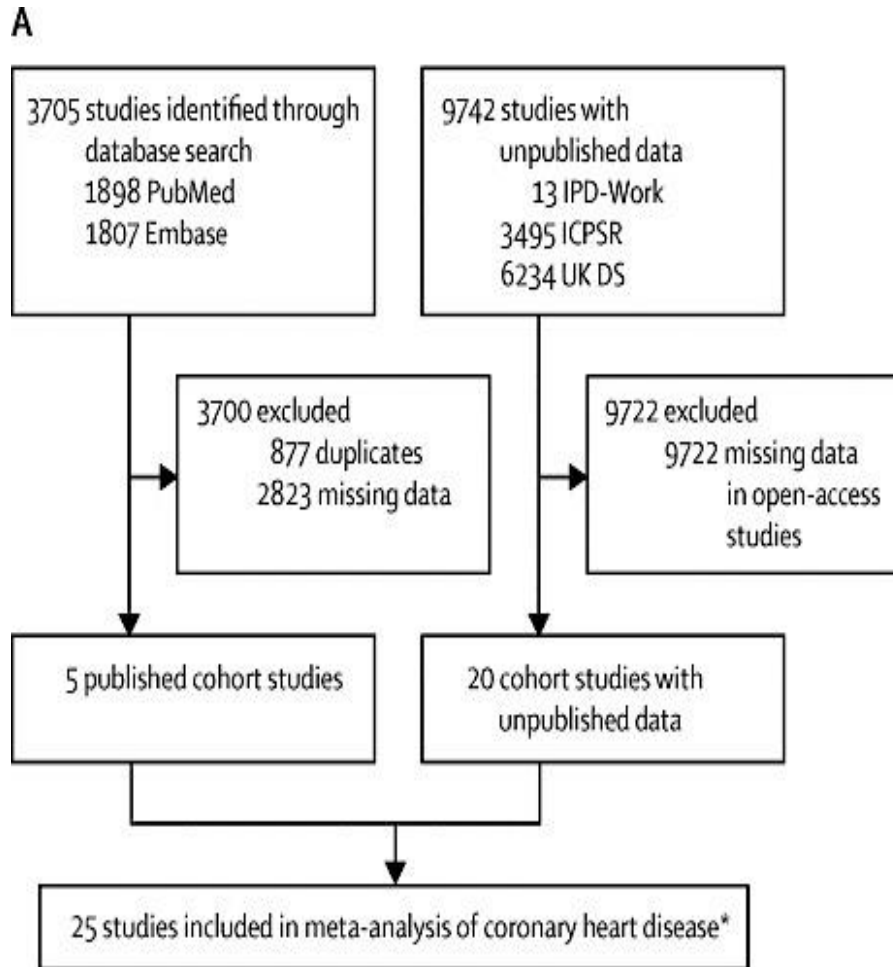 A
3705 studies identified through
database search
1898 PubMed
1807 Embase
9742 studies with
unpublished data
13 IPD-Work
3495 ICPSR
6234 UK DS
3700 excluded
877 duplicates
2823 missing data
9722 excluded
9722 missing data
in open-access
studies
5 published cohort studies
20 cohort studies with
unpublished data
25 studies included in meta-analysis of coronary heart disease*